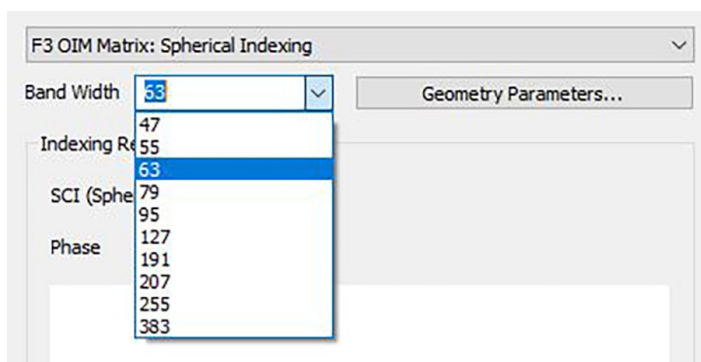 F3 OIM Matrix: Spherical Indexing
Band Width 63 Geometry Parameters...
47
Indexing Re
55
63
SCI (Sphe
79
95
Phase
127
191
207
255
383